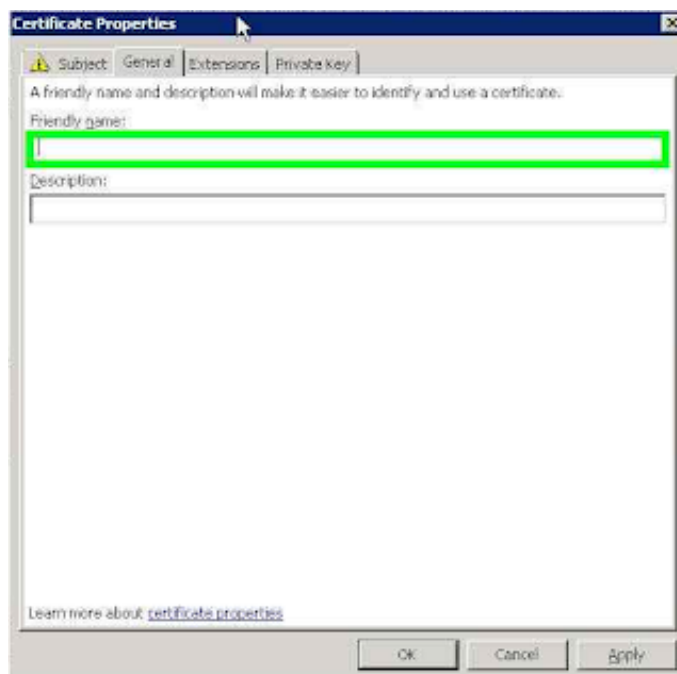 Certificate Properties
Subject General Extensions Private Key
A friendly name and description will make it easier to identify and use a certificate.
Friendly name:
Description:
Learn more about certificate properties
OK Cancel Apply